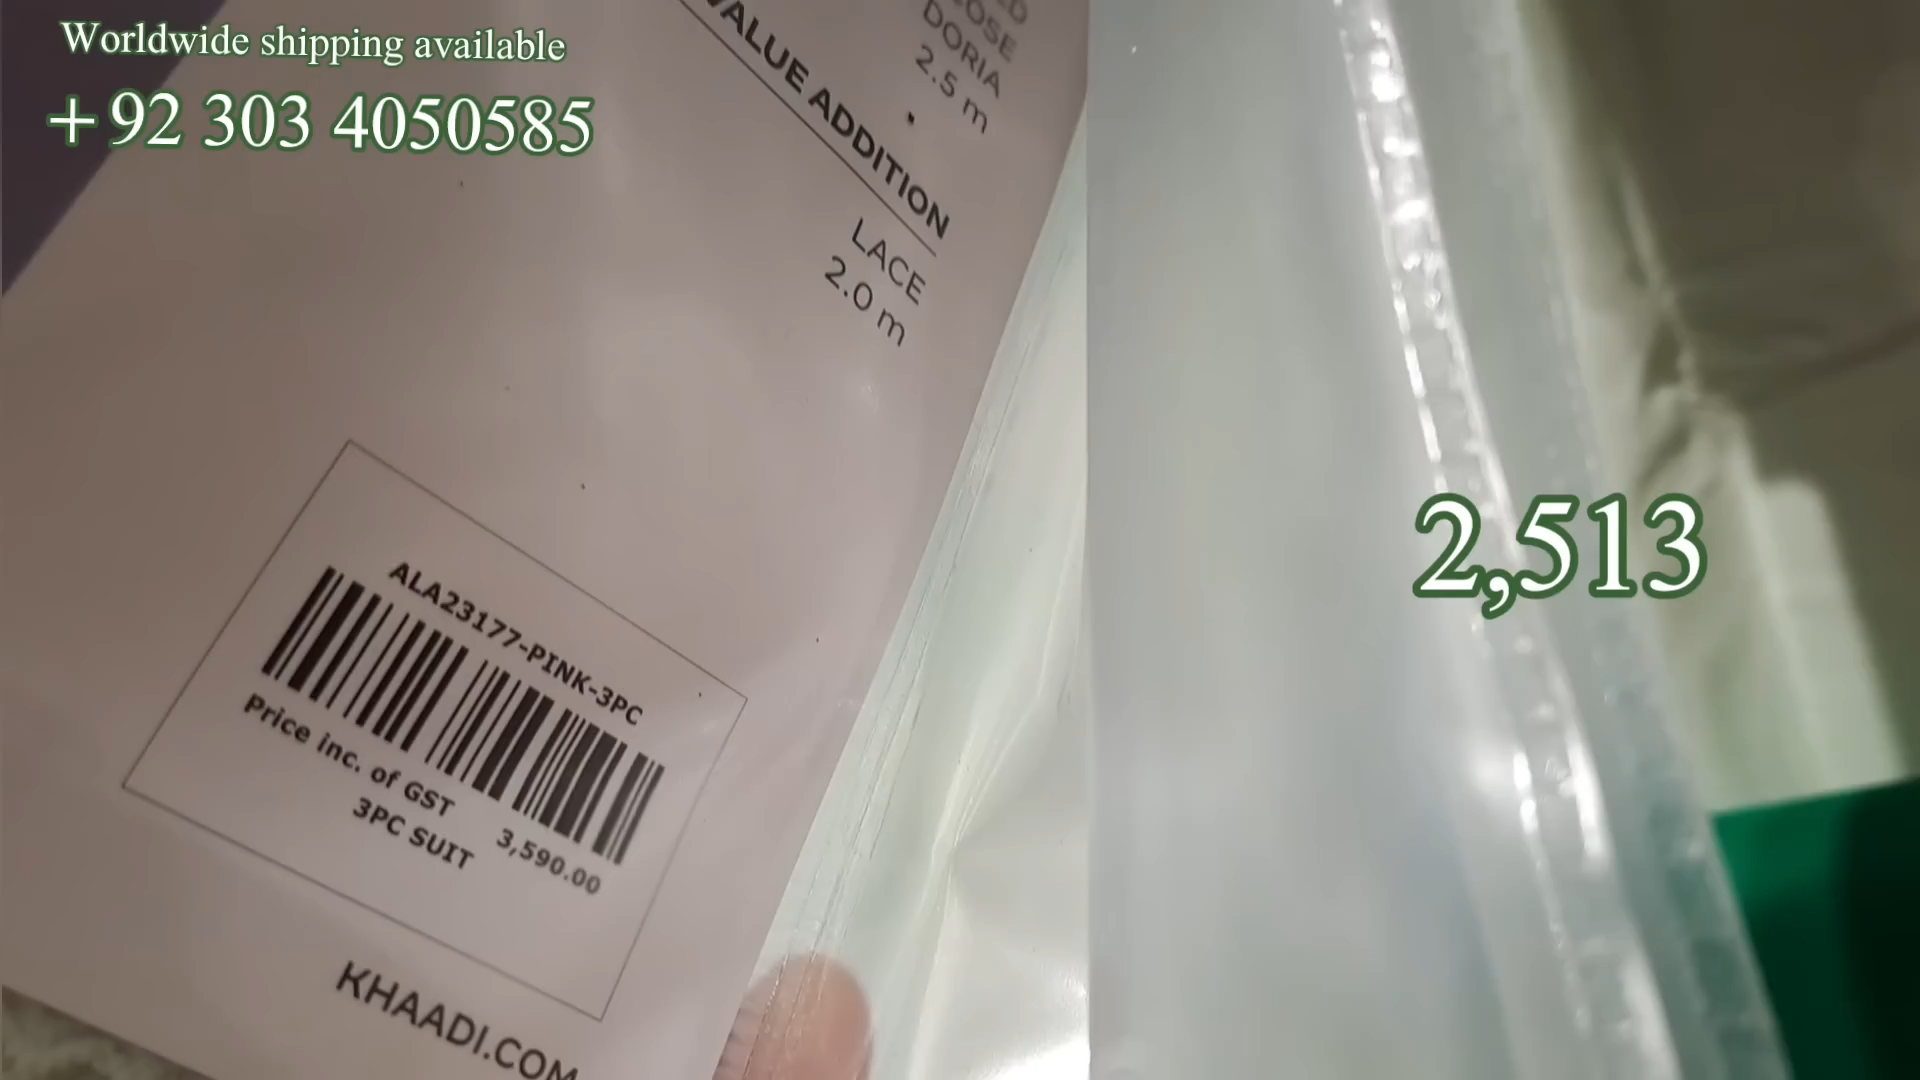 Worldwide shipping available
+92 303 4050585
DORIA
2.5 m
VALUE ADDITION
LACE
2.0 m
ALA23177-PINK-3PC
Price inc. of GST 3,590.00
3PC SUIT
KHAADI.COM
2,513